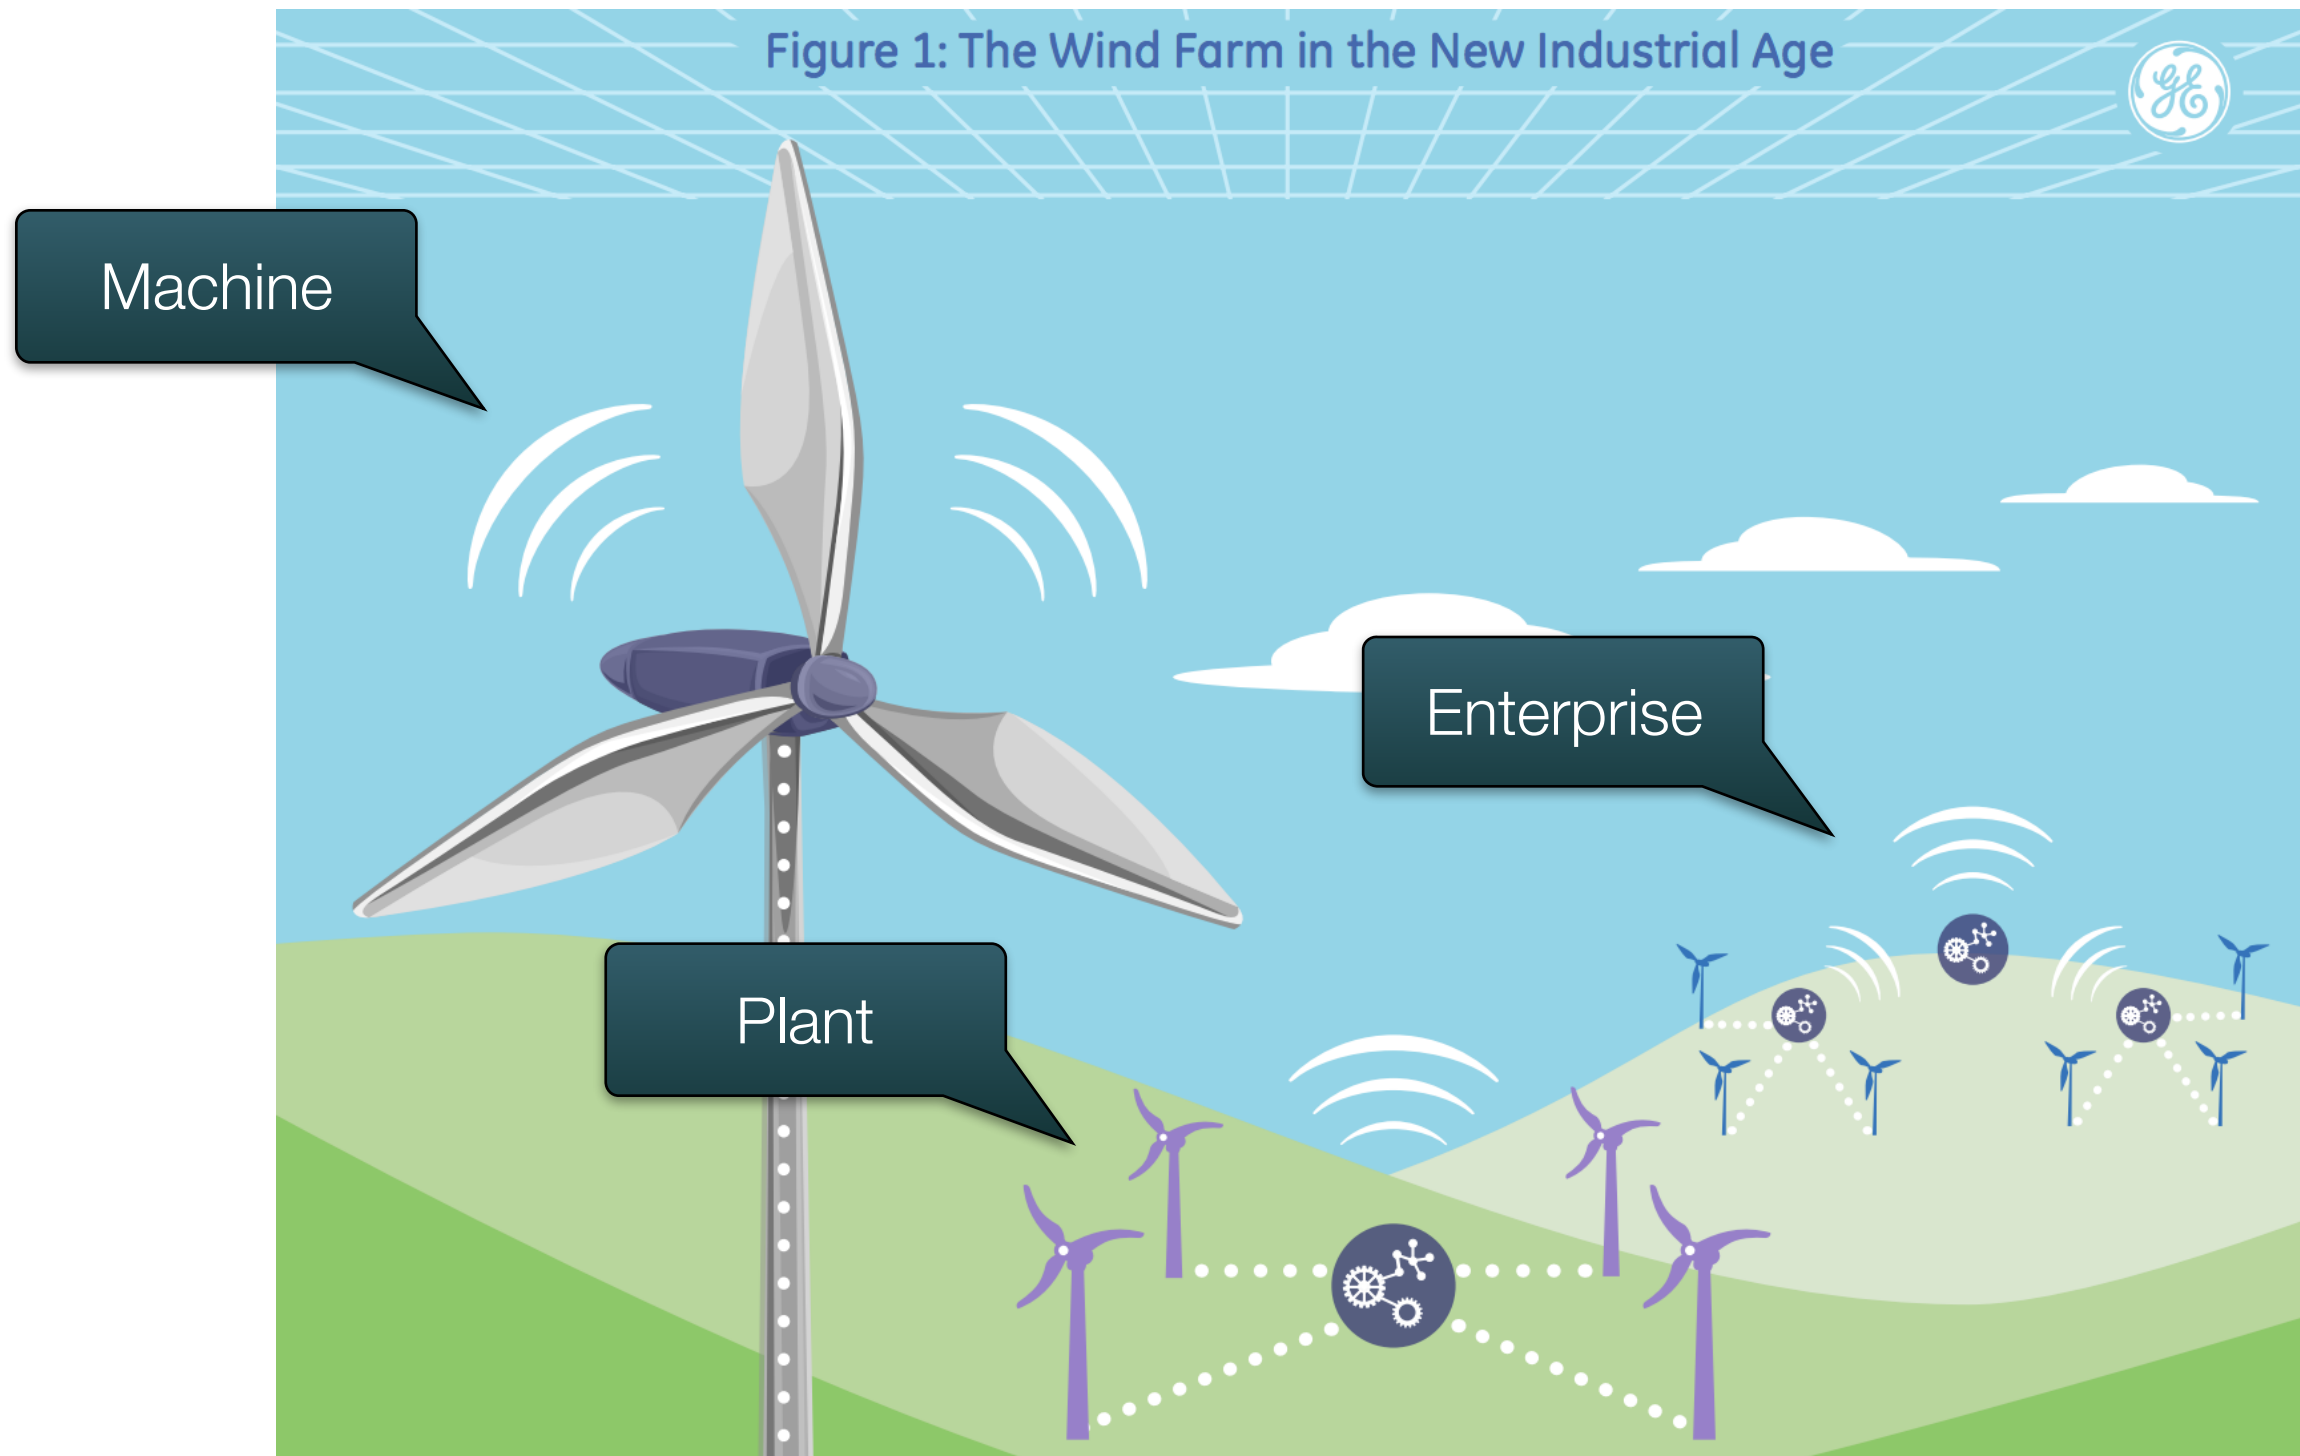 Figure 1: The Wind Farm in the New Industrial Age
GE
Machine
Enterprise
Plant